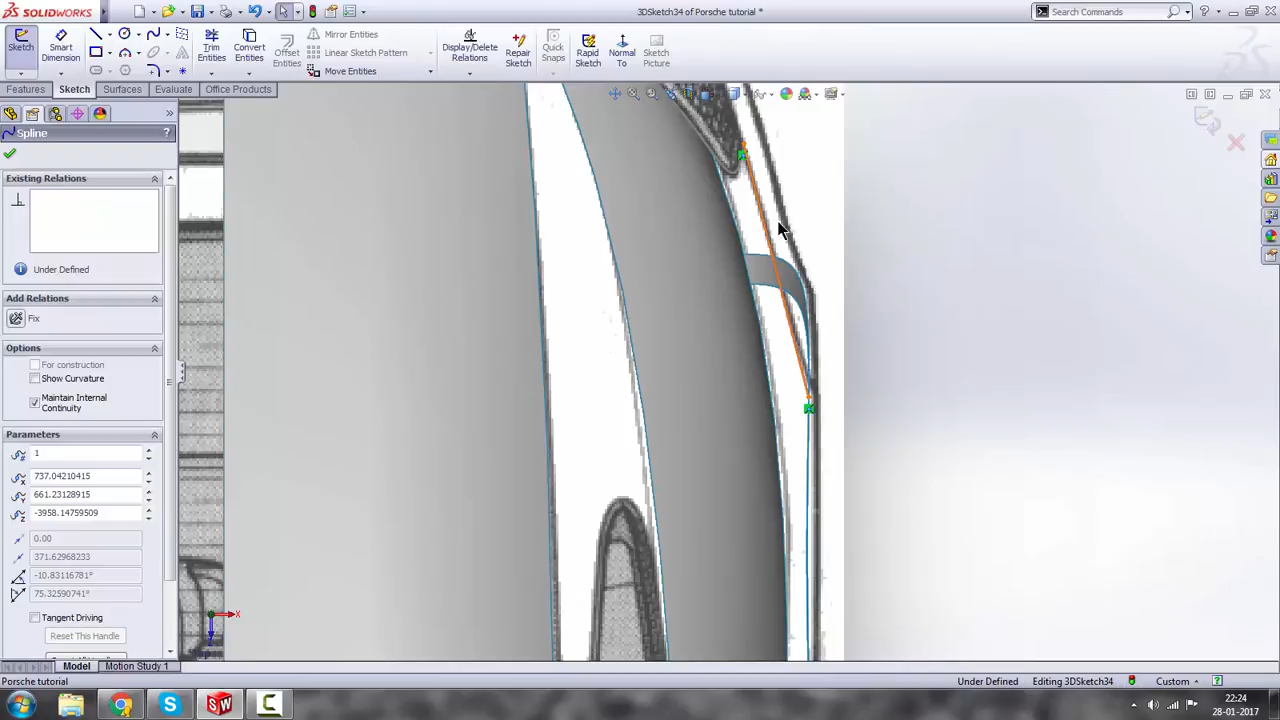 SOLIDWORKS
3DSketch34 of Porsche tutorial *
Search Commands
Sketch
Smart Dimension
Trim Entities
Convert Entities
Offset Entities
Mirror Entities
Linear Sketch Pattern
Move Entities
Display/Delete Relations
Repair Sketch
Quick Snaps
Rapid Sketch
Normal To
Sketch Picture
Features
Sketch
Surfaces
Evaluate
Office Products
Spline
?
Existing Relations
Under Defined
Add Relations
Fix
Options
For construction
Show Curvature
Maintain Internal
Continuity
Parameters
1
737.04210415
661.23128915
-3958.14759509
0.00
371.62968233
-10.83116781°
75.32590741°
Tangent Driving
Reset This Handle
X
Model
Motion Study 1
Porsche tutorial
Under Defined
Editing 3DSketch34
Custom
22:24
28-01-2017